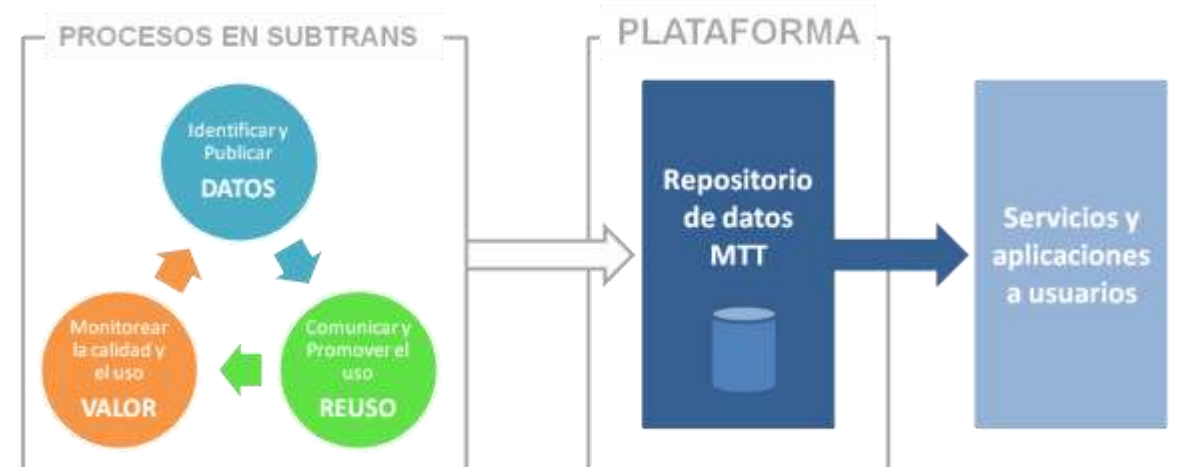 PROCESOS EN SUBTRANS
Identificar y
Publicar
DATOS
Monitorear
la calidad y
el uso
VALOR
Comunicar y
Promover el
uso
REUSO
PLATAFORMA
Repositorio
de datos
MTT
Servicios y
aplicaciones
a usuarios